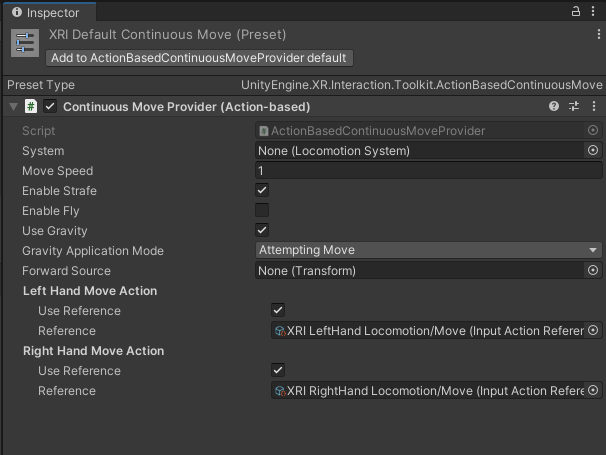 Inspector
XRI Default Continuous Move (Preset)
Add to ActionBasedContinuousMoveProvider default
Preset Type UnityEngine.XR.Interaction.Toolkit.ActionBasedContinuousMove
# Continuous Move Provider (Action-based)
Script # ActionBasedContinuousMoveProvider
System None (Locomotion System)
Move Speed 1
Enable Strafe
Enable Fly
Use Gravity
Gravity Application Mode Attempting Move
Forward Source None (Transform)
Left Hand Move Action
Use Reference
Reference XRI LeftHand Locomotion/Move (Input Action Referen
Right Hand Move Action
Use Reference
Reference XRI RightHand Locomotion/Move (Input Action Refere